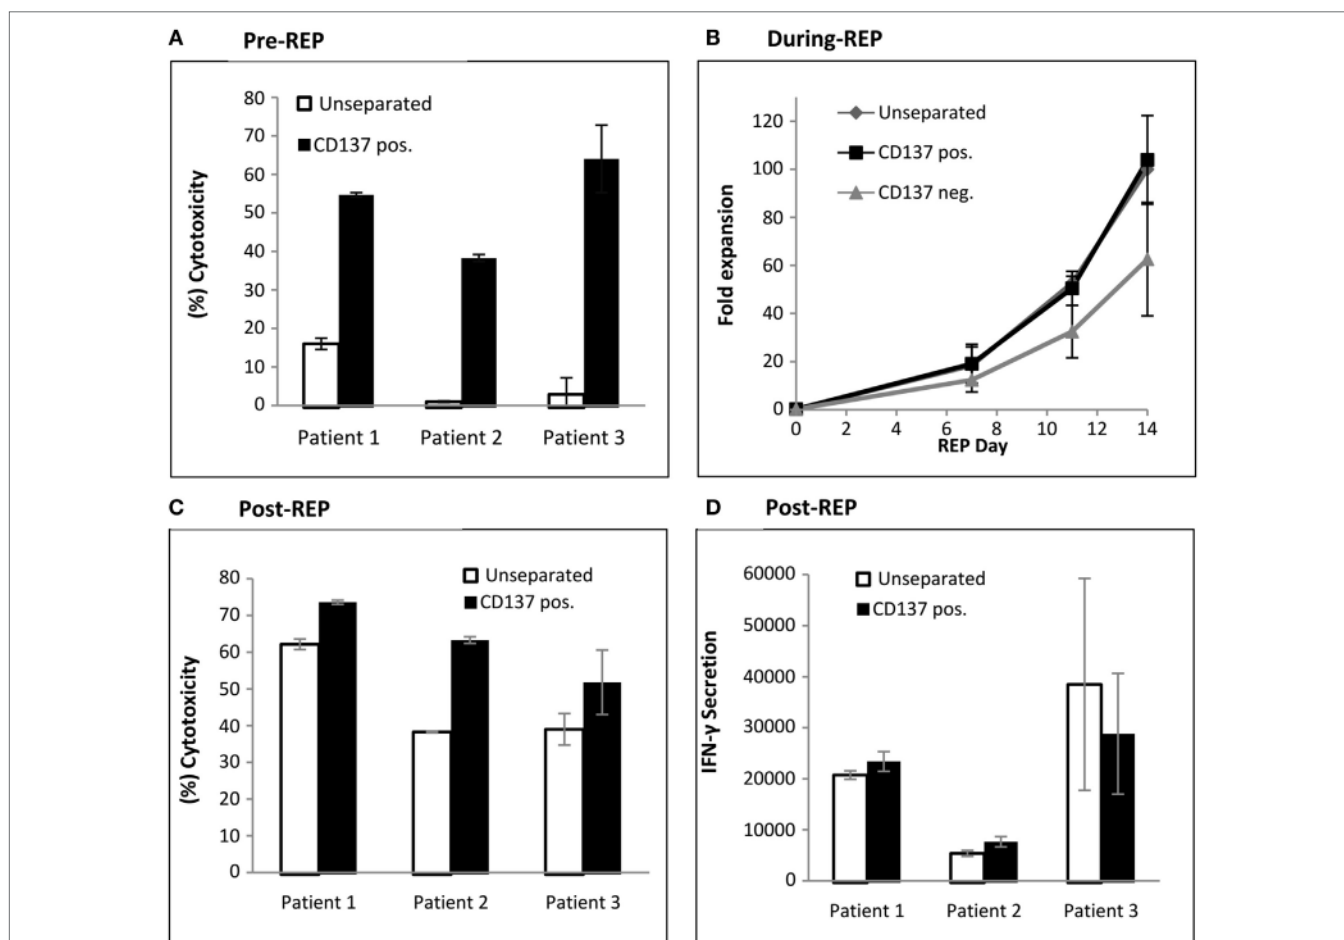 A Pre-REP
80
70
60
50
40
30
20
10
0
(%) Cytotoxicity
Unseparated
CD137 pos.
Patient 1 Patient 2 Patient 3
B During-REP
120
100
80
60
40
20
0
Fold expansion
Unseparated
CD137 pos.
CD137 neg.
0 2 4 6 8 10 12 14
REP Day
C Post-REP
80
70
60
50
40
30
20
10
0
(%) Cytotoxicity
Unseparated
CD137 pos.
Patient 1 Patient 2 Patient 3
D Post-REP
60000
50000
40000
30000
20000
10000
0
IFN-γ Secretion
Unseparated
CD137 pos.
Patient 1 Patient 2 Patient 3